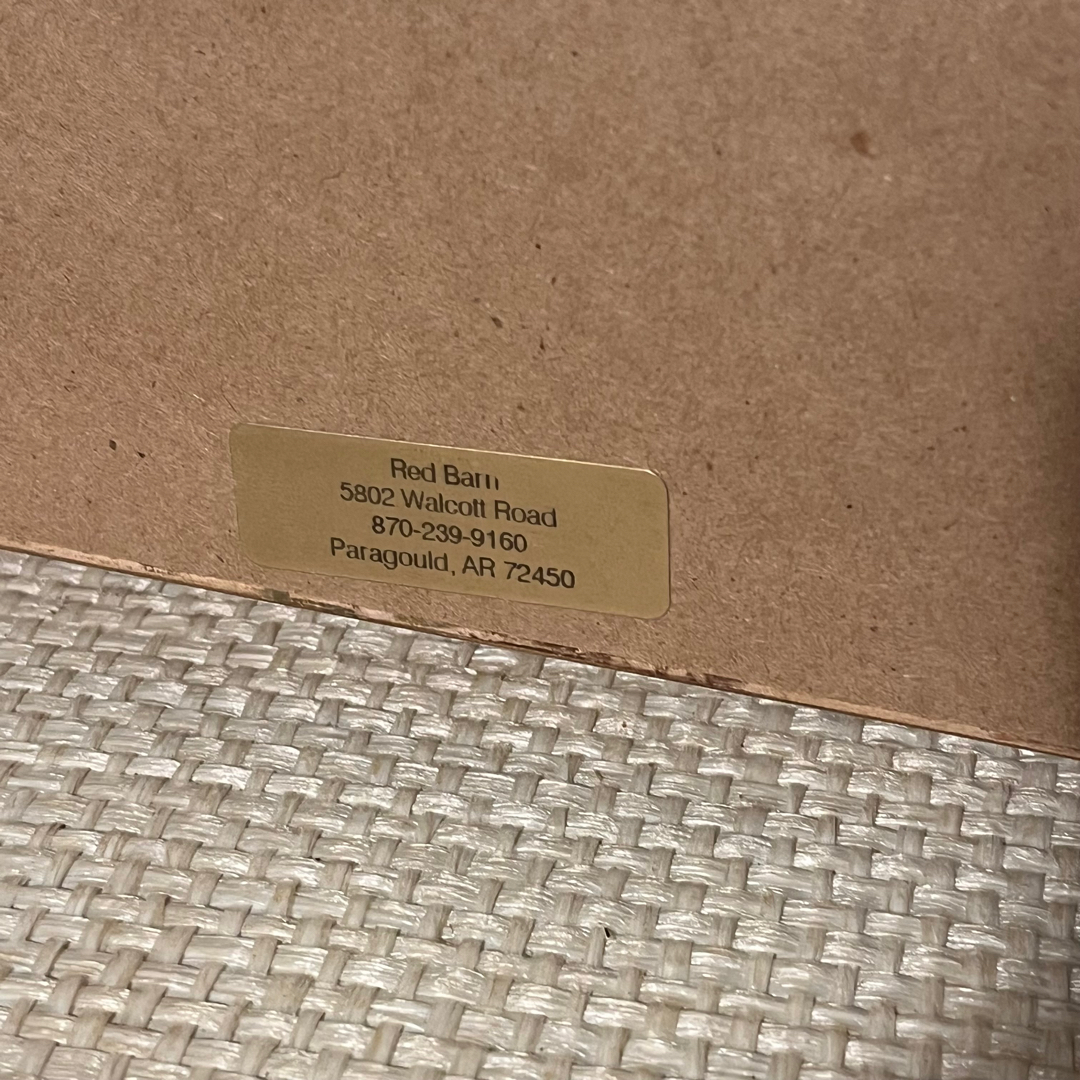 Red Barn
5802 Walcott Road
870-239-9160
Paragould, AR 72450